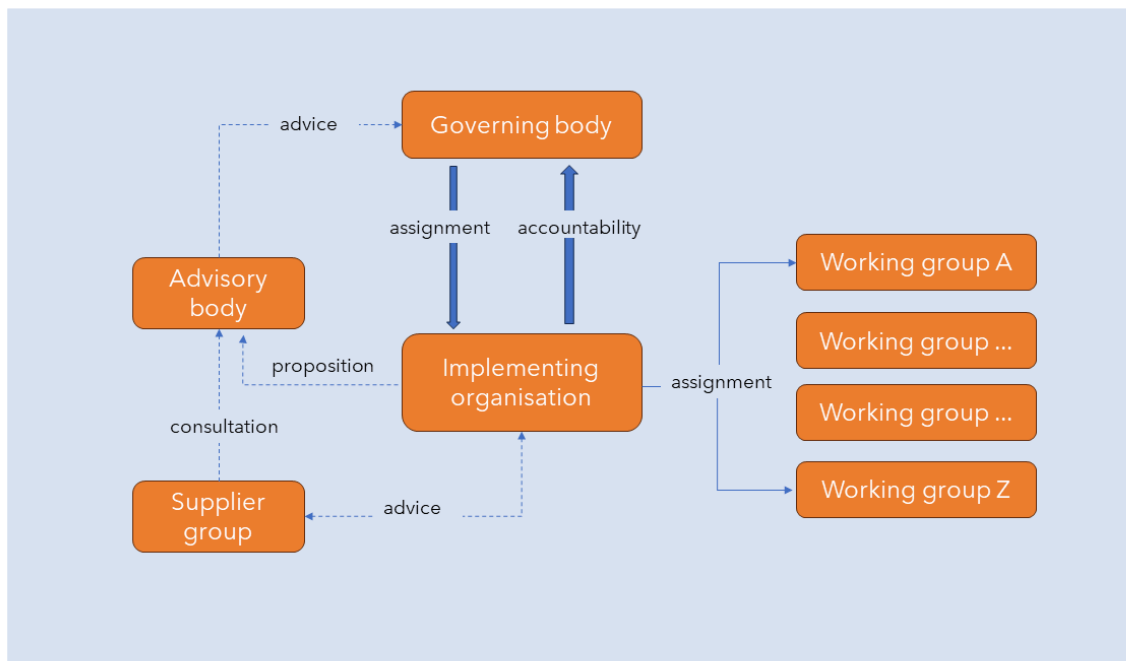 advice
Governing body
assignment
accountability
Working group A
Advisory
body
Working group ...
proposition
Implementing
organisation
assignment
Working group ...
consultation
Supplier
group
advice
Working group Z